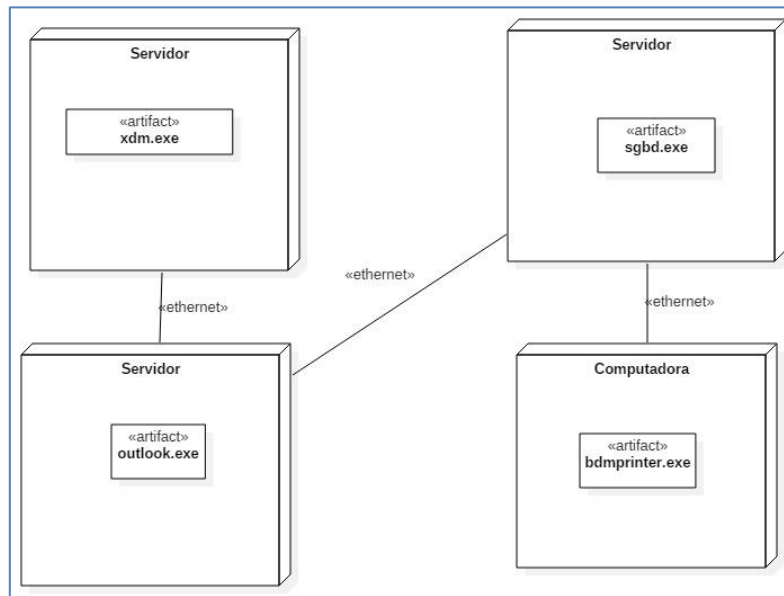 Servidor
«artifact»
xdm.exe
Servidor
«artifact»
sgbd.exe
«ethernet»
«ethernet»
«ethernet»
Servidor
«artifact»
outlook.exe
Computadora
«artifact»
bdmprinter.exe